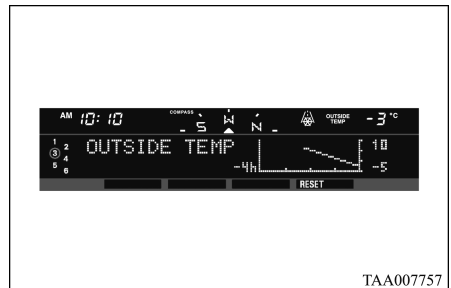 AM 10:10 COMPASS S W N OUTSIDE TEMP -3°C
1 2 3 4 5 6
OUTSIDE TEMP
10
-4h -5
RESET
TAA007757